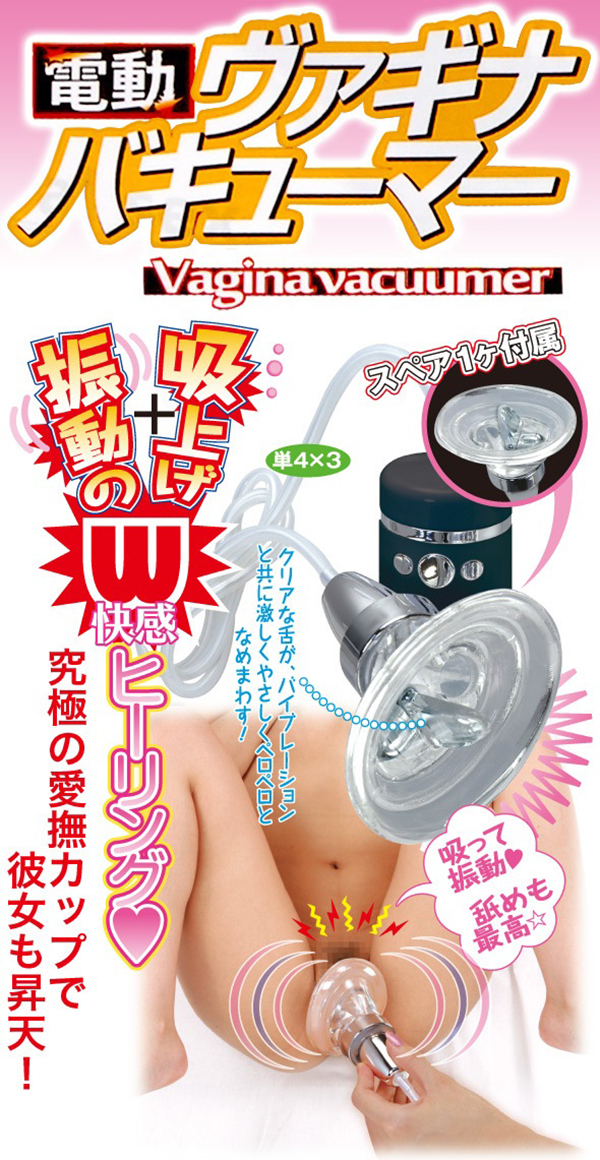 電動
ヴァギナ
バキューマー
Vagina vacuumer
スペア1ヶ付属
吸上げ
+
振動の
W
快感
ヒーリング♥
単4×3
クリアな舌が、バイブレーション
と共に激しくやさしくペロペロと
なめまわす!
究極の愛撫カップで
彼女も昇天!
吸って
振動♥
舐めも
最高☆